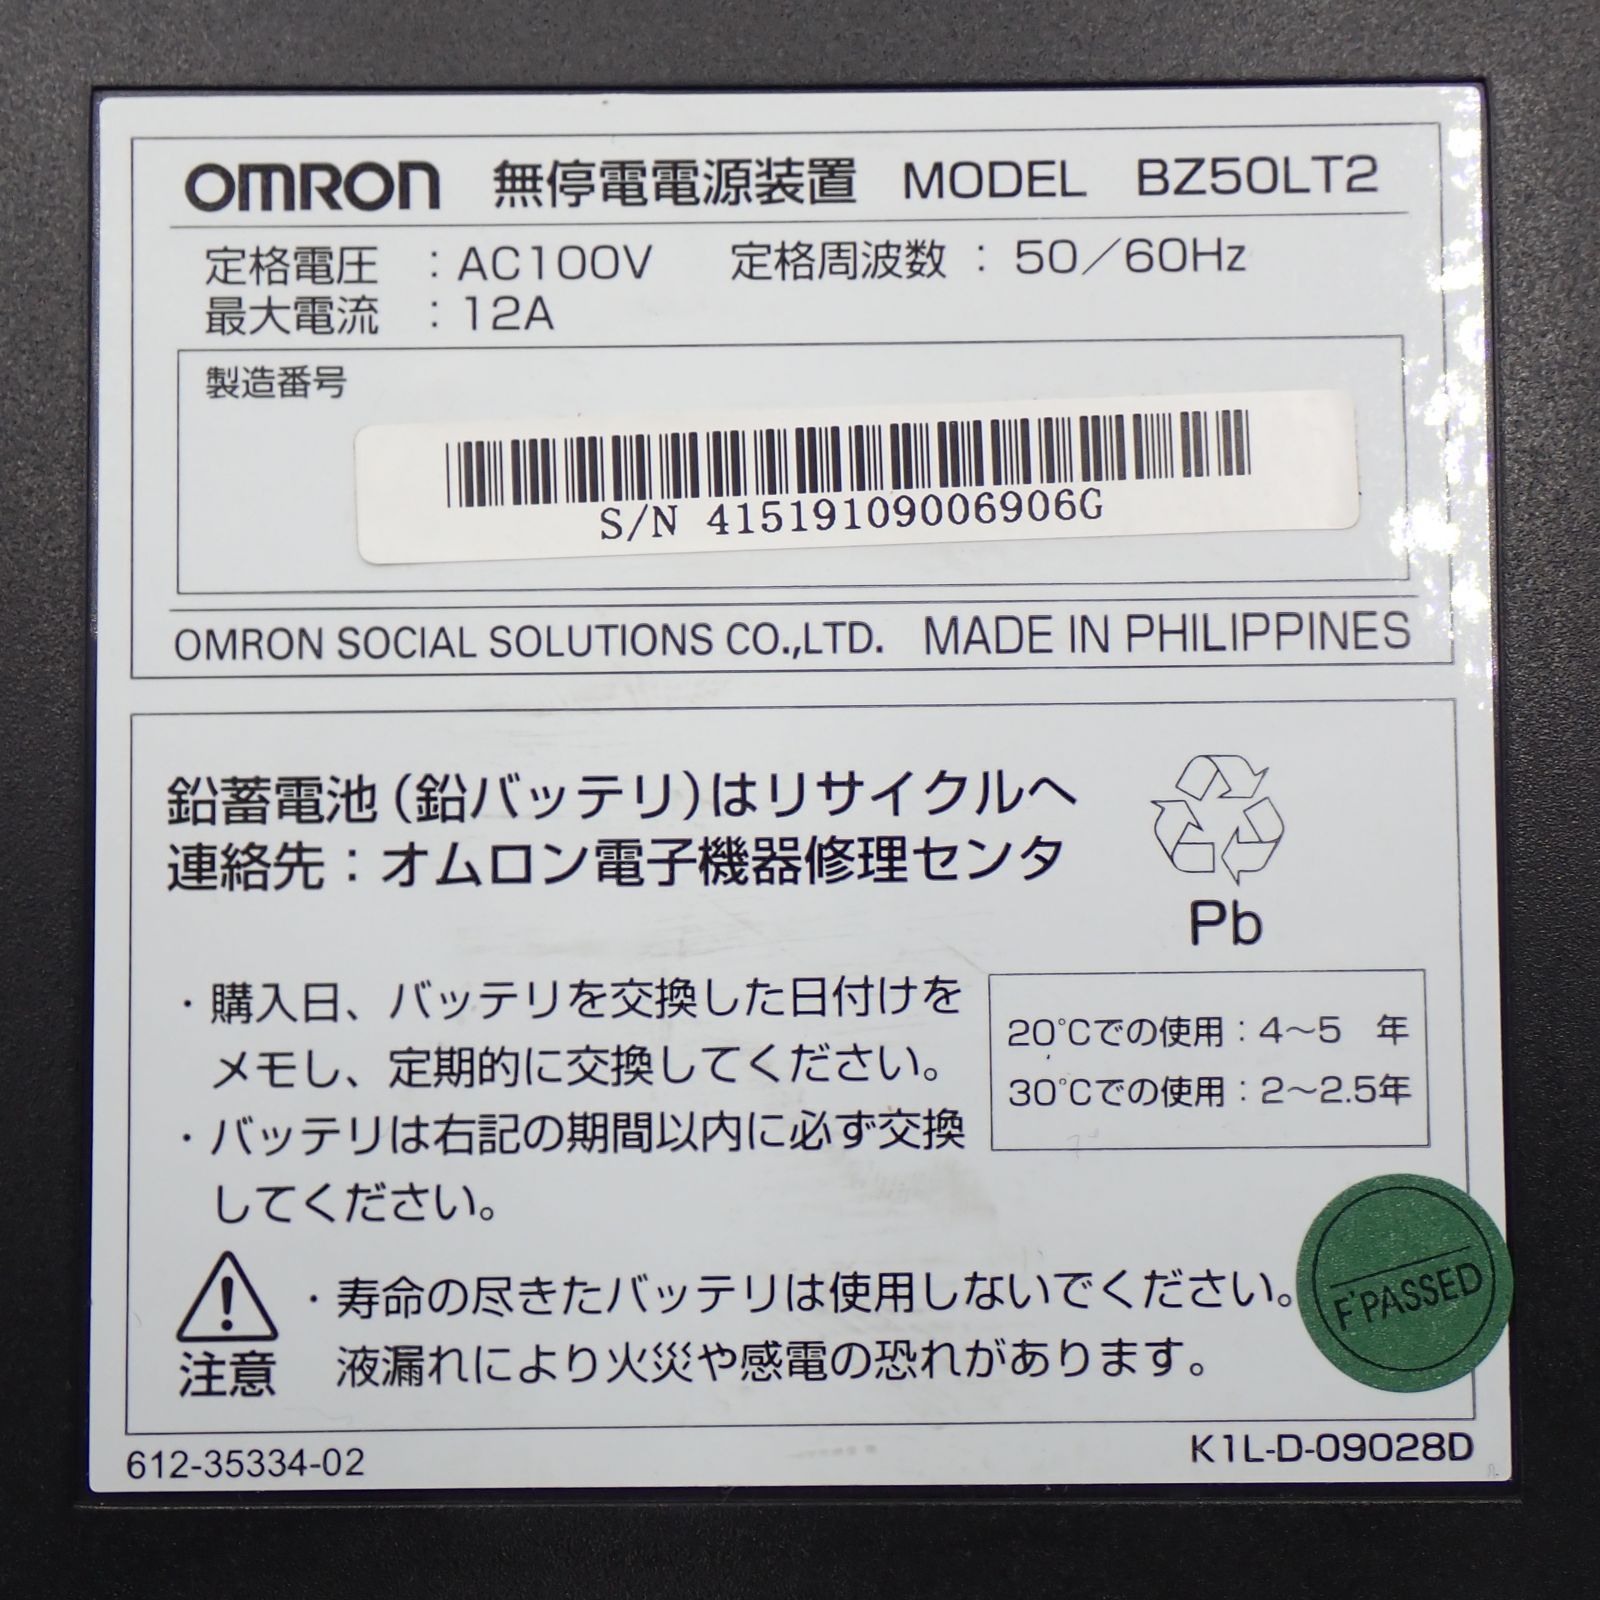 OMRON 無停電電源装置 MODEL BZ50LT2
定格電圧 : AC100V 定格周波数 : 50/60Hz
最大電流 : 12A
製造番号
S/N 41519109006906G
OMRON SOCIAL SOLUTIONS CO.,LTD. MADE IN PHILIPPINES
鉛蓄電池(鉛バッテリ)はリサイクルへ
連絡先:オムロン電子機器修理センタ
Pb
・購入日、バッテリを交換した日付けを
メモし、定期的に交換してください。
・バッテリは右記の期間以内に必ず交換
してください。
20℃での使用:4～5 年
30℃での使用:2～2.5年
注意
・寿命の尽きたバッテリは使用しないでください。
液漏れにより火災や感電の恐れがあります。
F'PASSED
612-35334-02
K1L-D-09028D